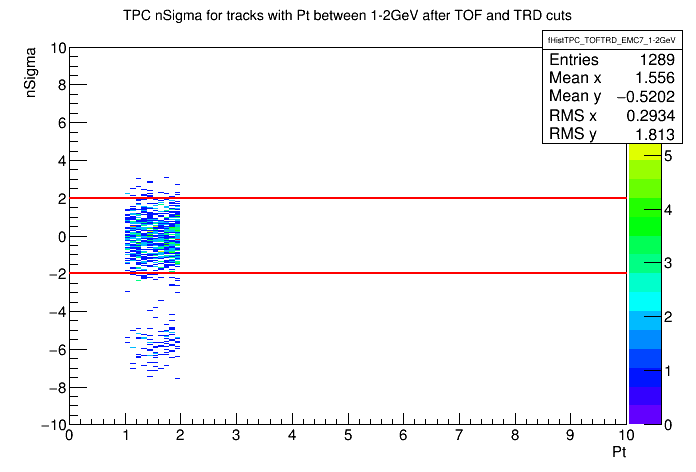 TPC nSigma for tracks with Pt between 1-2GeV after TOF and TRD cuts
fHistTPC_TOFTRD_EMC7_1-2GeV
Entries 1289
Mean x 1.556
Mean y −0.5202
RMS x 0.2934
RMS y 1.813
nSigma
10
8
6
4
2
0
−2
−4
−6
−8
−10
0 1 2 3 4 5 6 7 8 9 10
Pt
5
4
3
2
1
0